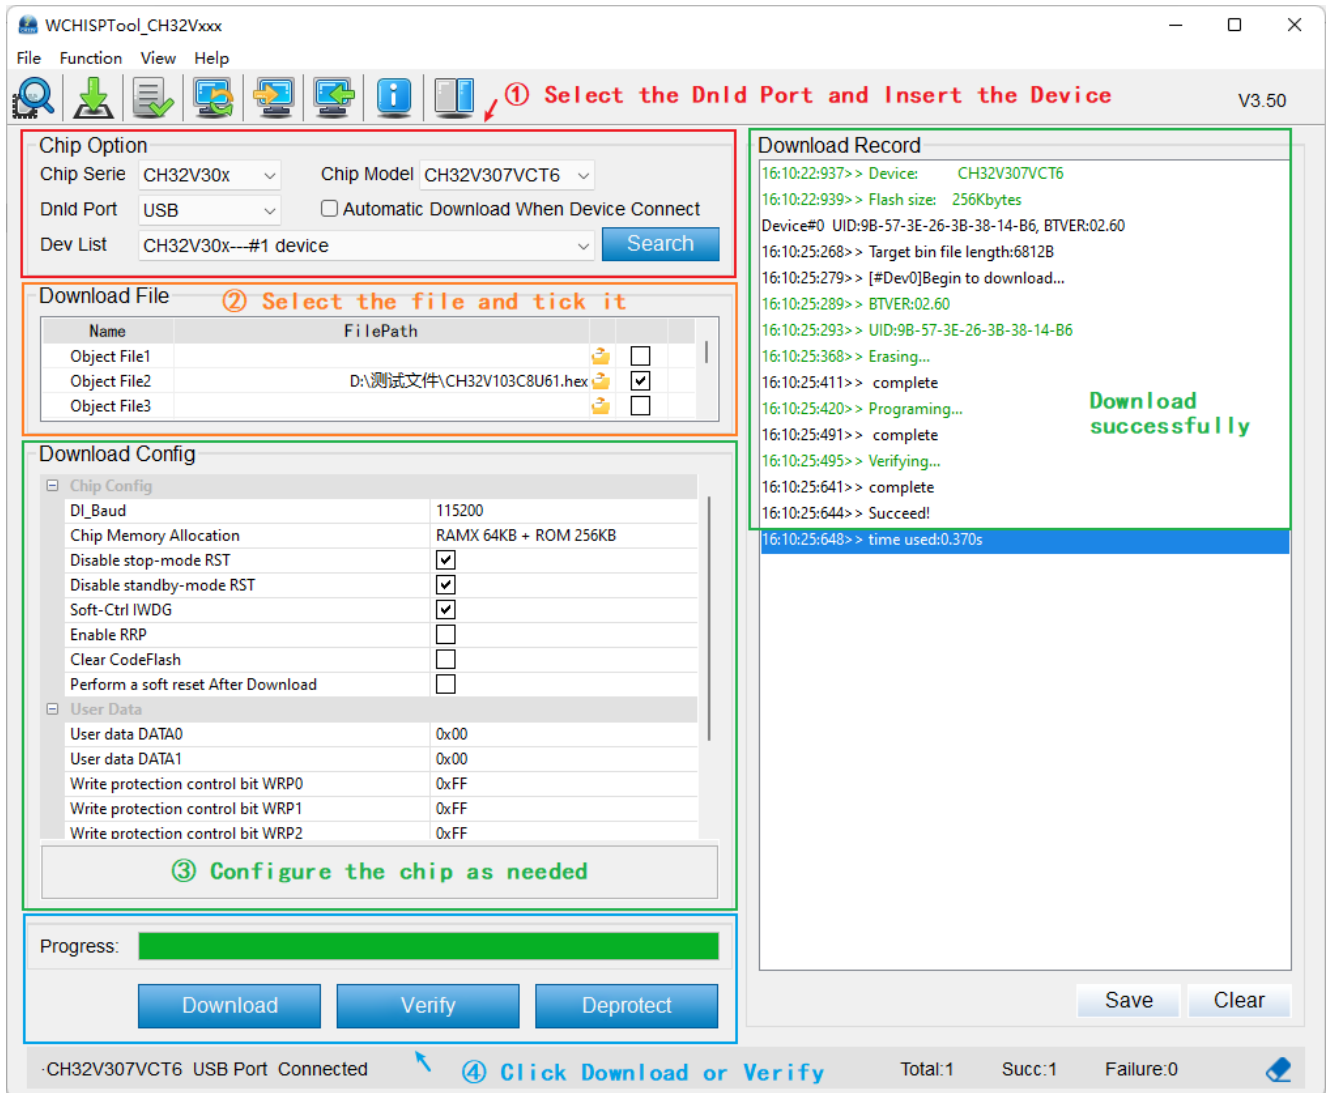 WCHISPTool_CH32Vxxx
File Function View Help
① Select the Dnld Port and Insert the Device
V3.50
Chip Option
Chip Serie CH32V30x Chip Model CH32V307VCT6
Dnld Port USB Automatic Download When Device Connect
Dev List CH32V30x---#1 device Search
Download File ② Select the file and tick it
Name FilePath
Object File1
Object File2 D:\测试文件\CH32V103C8U61.hex
Object File3
Download Config
Chip Config
DI_Baud 115200
Chip Memory Allocation RAMX 64KB + ROM 256KB
Disable stop-mode RST
Disable standby-mode RST
Soft-Ctrl IWDG
Enable RRP
Clear CodeFlash
Perform a soft reset After Download
User Data
User data DATA0 0x00
User data DATA1 0x00
Write protection control bit WRP0 0xFF
Write protection control bit WRP1 0xFF
Write protection control bit WRP2 0xFF
③ Configure the chip as needed
Progress:
Download Verify Deprotect
Download Record
16:10:22:937>> Device: CH32V307VCT6
16:10:22:939>> Flash size: 256Kbytes
Device#0 UID:9B-57-3E-26-3B-38-14-B6, BTVER:02.60
16:10:25:268>> Target bin file length:6812B
16:10:25:279>> [#Dev0]Begin to download...
16:10:25:289>> BTVER:02.60
16:10:25:293>> UID:9B-57-3E-26-3B-38-14-B6
16:10:25:368>> Erasing...
16:10:25:411>> complete
16:10:25:420>> Programing...
16:10:25:491>> complete
16:10:25:495>> Verifying...
16:10:25:641>> complete
16:10:25:644>> Succeed!
16:10:25:648>> time used:0.370s
Download
successfully
Save Clear
·CH32V307VCT6 USB Port Connected
④ Click Download or Verify
Total:1 Succ:1 Failure:0